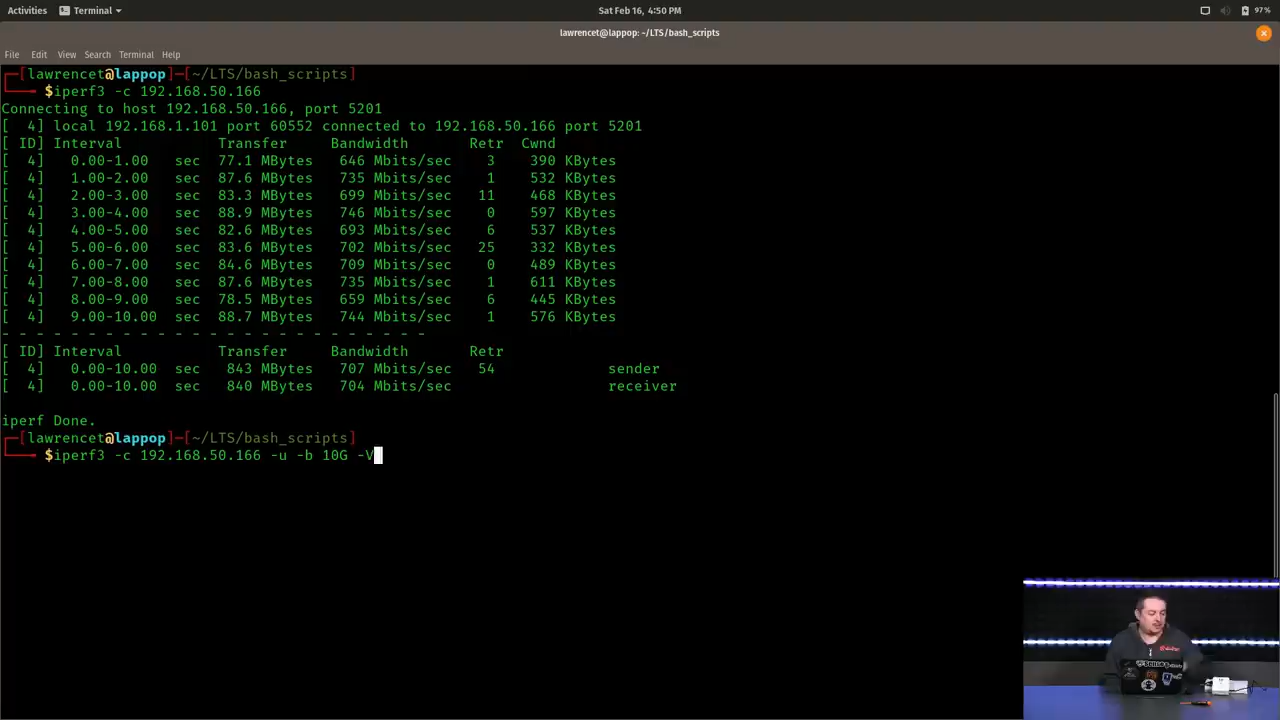 Activities Terminal Sat Feb 16, 4:50 PM 97%
lawrencet@lappop: ~/LTS/bash_scripts
File Edit View Search Terminal Help
┌─[lawrencet@lappop]─[~/LTS/bash_scripts]
└──╼ $iperf3 -c 192.168.50.166
Connecting to host 192.168.50.166, port 5201
[  4] local 192.168.1.101 port 60552 connected to 192.168.50.166 port 5201
[ ID] Interval           Transfer     Bandwidth       Retr  Cwnd
[  4]   0.00-1.00   sec  77.1 MBytes   646 Mbits/sec    3    390 KBytes
[  4]   1.00-2.00   sec  87.6 MBytes   735 Mbits/sec    1    532 KBytes
[  4]   2.00-3.00   sec  83.3 MBytes   699 Mbits/sec   11    468 KBytes
[  4]   3.00-4.00   sec  88.9 MBytes   746 Mbits/sec    0    597 KBytes
[  4]   4.00-5.00   sec  82.6 MBytes   693 Mbits/sec    6    537 KBytes
[  4]   5.00-6.00   sec  83.6 MBytes   702 Mbits/sec   25    332 KBytes
[  4]   6.00-7.00   sec  84.6 MBytes   709 Mbits/sec    0    489 KBytes
[  4]   7.00-8.00   sec  87.6 MBytes   735 Mbits/sec    1    611 KBytes
[  4]   8.00-9.00   sec  78.5 MBytes   659 Mbits/sec    6    445 KBytes
[  4]   9.00-10.00  sec  88.7 MBytes   744 Mbits/sec    1    576 KBytes
- - - - - - - - - - - - - - - - - - - - - - - - -
[ ID] Interval           Transfer     Bandwidth       Retr
[  4]   0.00-10.00  sec   843 MBytes   707 Mbits/sec   54             sender
[  4]   0.00-10.00  sec   840 MBytes   704 Mbits/sec                  receiver
iperf Done.
┌─[lawrencet@lappop]─[~/LTS/bash_scripts]
└──╼ $iperf3 -c 192.168.50.166 -u -b 10G -V